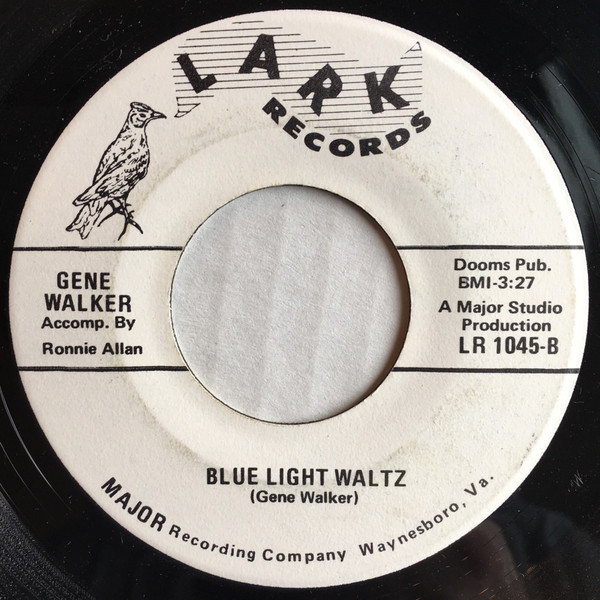 LARK
RECORDS
GENE
WALKER
Accomp. By
Ronnie Allan
Dooms Pub.
BMI-3:27
A Major Studio
Production
LR 1045-B
BLUE LIGHT WALTZ
(Gene Walker)
MAJOR Recording Company Waynesboro, Va.